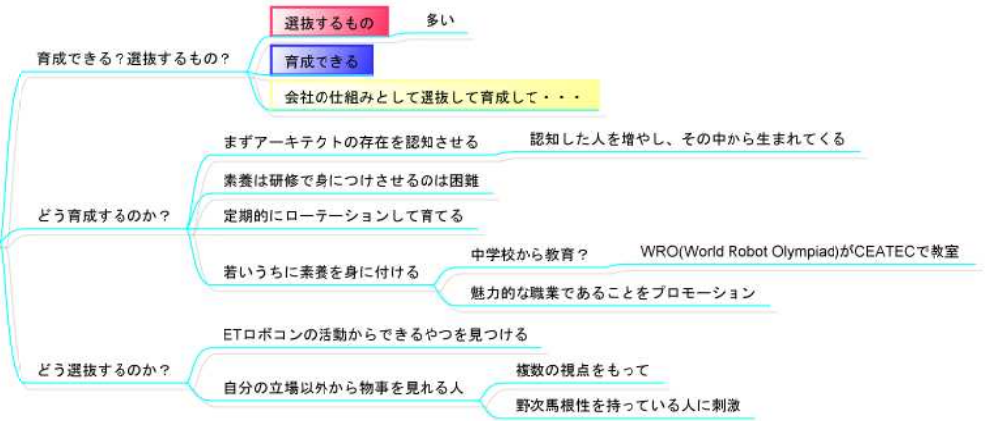 育成できる？選抜するもの？
選抜するもの
多い
育成できる
会社の仕組みとして選抜して育成して・・・
どう育成するのか？
まずアーキテクトの存在を認知させる
認知した人を増やし、その中から生まれてくる
素養は研修で身につけさせるのは困難
定期的にローテーションして育てる
若いうちに素養を身に付ける
中学校から教育？
WRO(World Robot Olympiad)がCEATECで教室
魅力的な職業であることをプロモーション
どう選抜するのか？
ETロボコンの活動からできるやつを見つける
自分の立場以外から物事を見れる人
複数の視点をもって
野次馬根性を持っている人に刺激